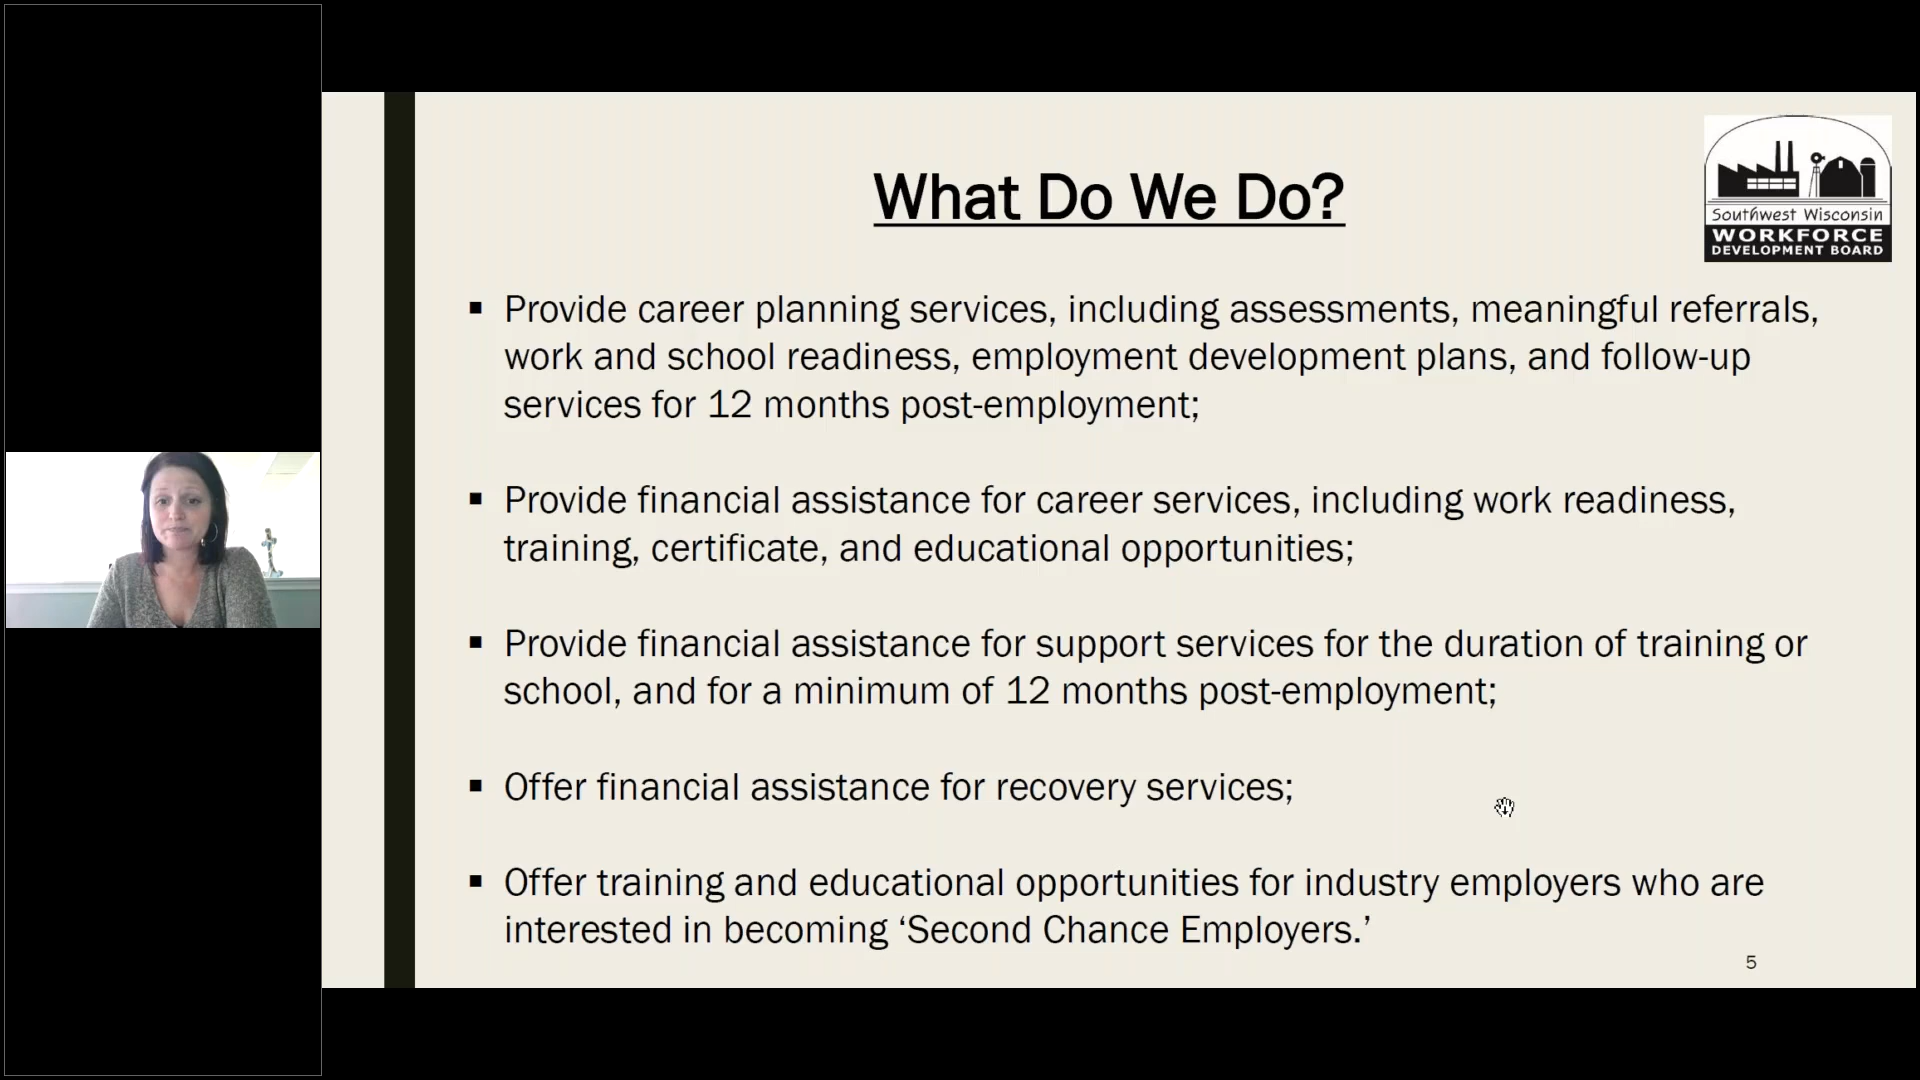 What Do We Do?
Southwest Wisconsin
WORKFORCE
DEVELOPMENT BOARD
▪ Provide career planning services, including assessments, meaningful referrals,
work and school readiness, employment development plans, and follow-up
services for 12 months post-employment;
▪ Provide financial assistance for career services, including work readiness,
training, certificate, and educational opportunities;
▪ Provide financial assistance for support services for the duration of training or
school, and for a minimum of 12 months post-employment;
▪ Offer financial assistance for recovery services;
▪ Offer training and educational opportunities for industry employers who are
interested in becoming ‘Second Chance Employers.’
5